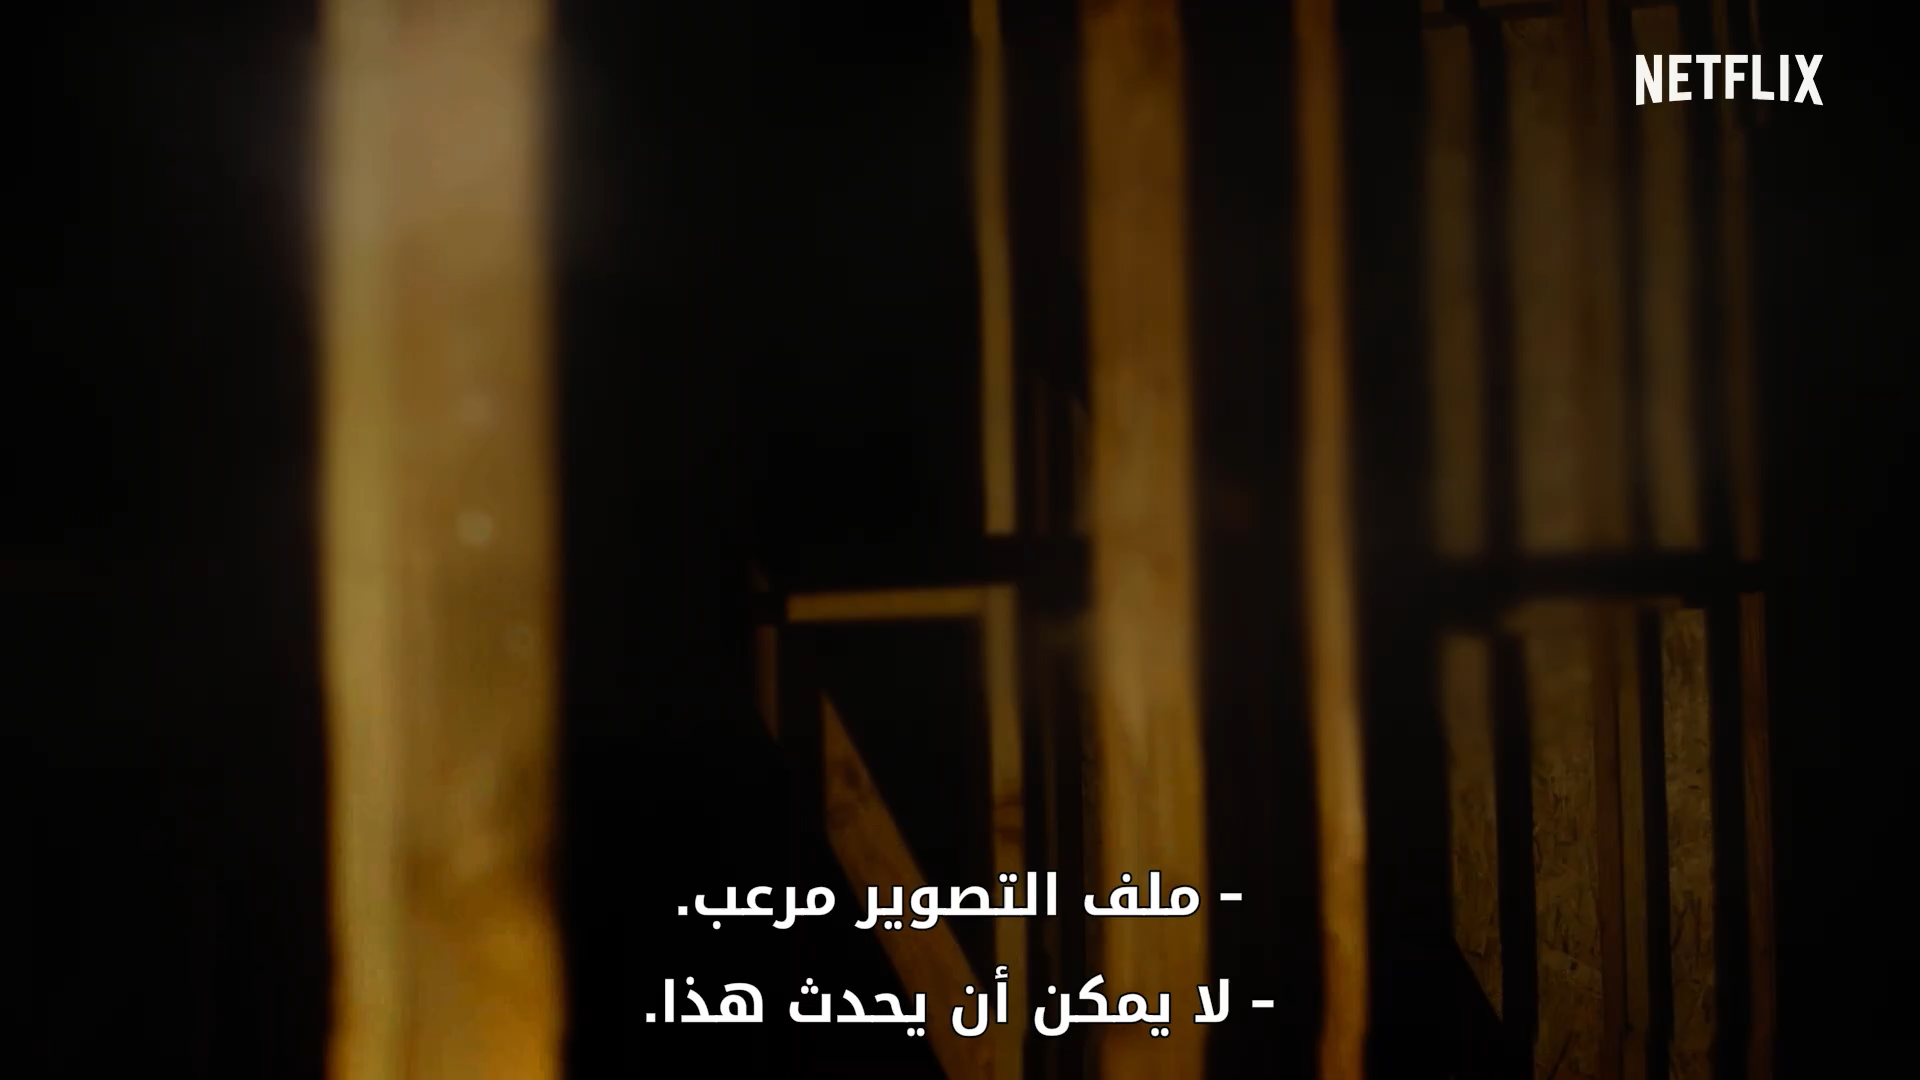 NETFLIX
- ملف التصوير مرعب.
- لا يمكن أن يحدث هذا.